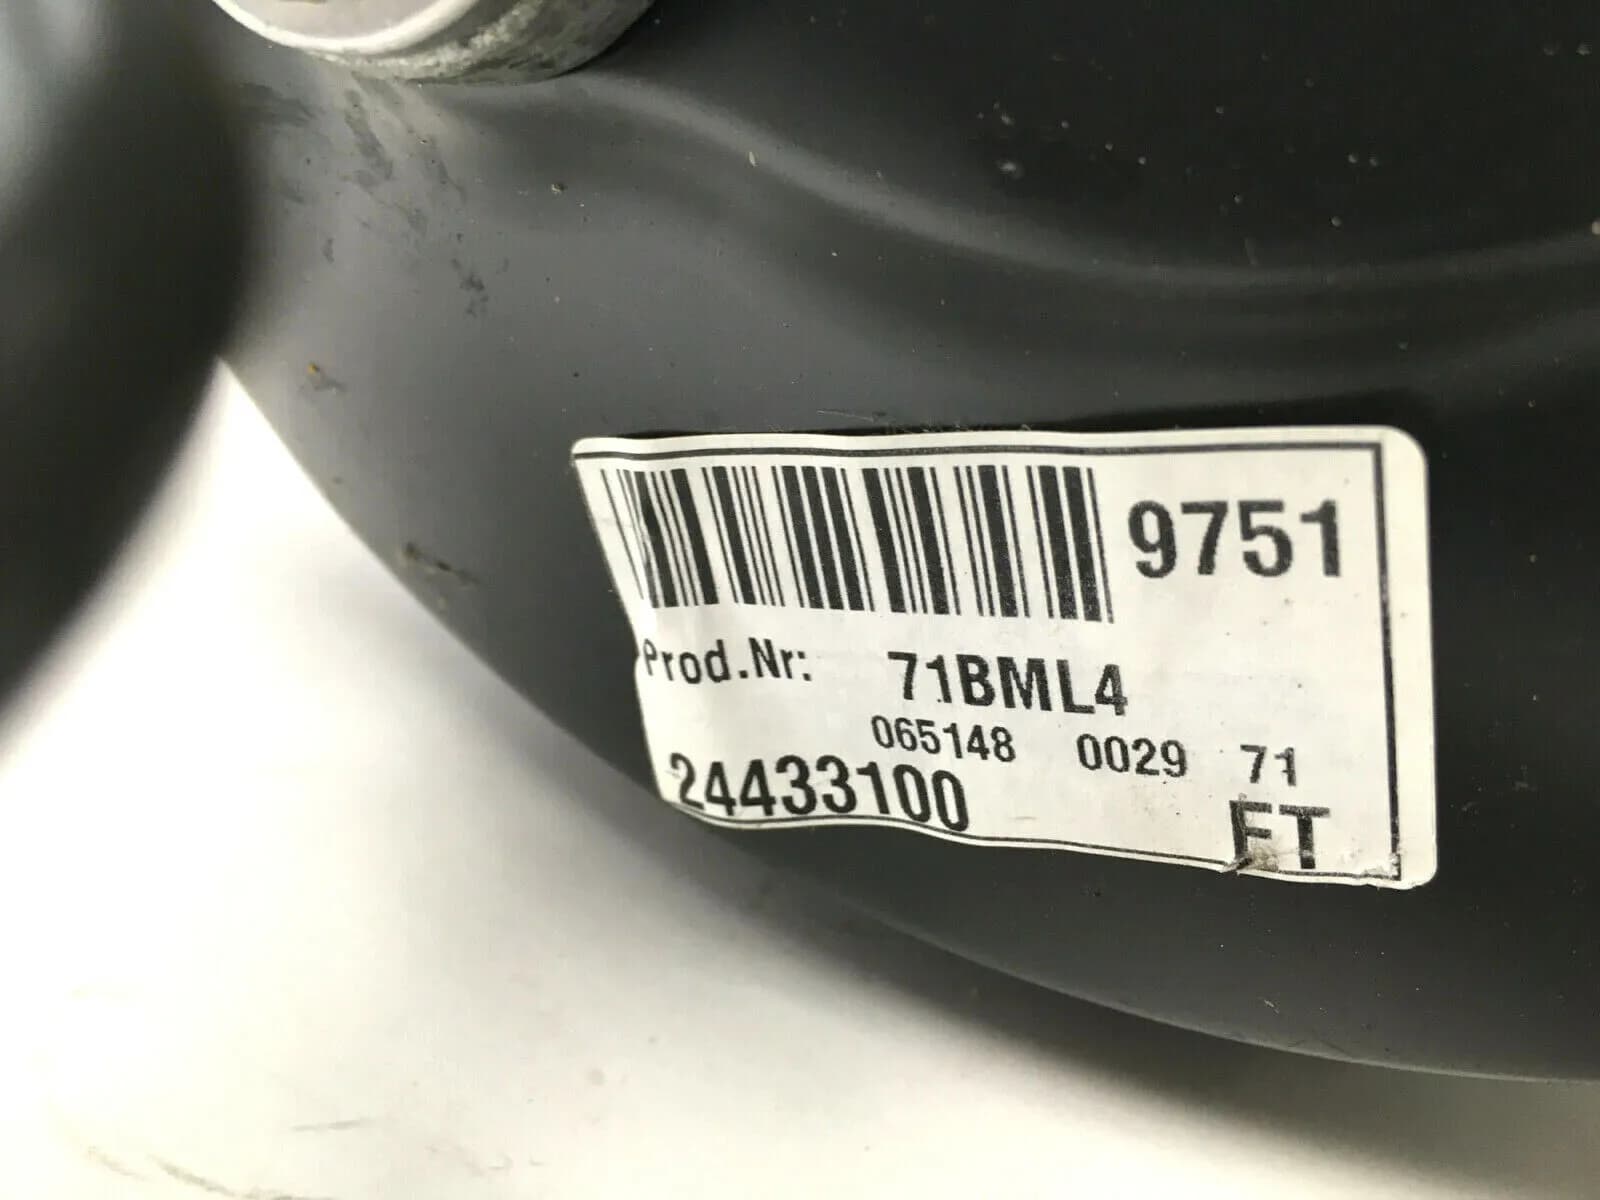 9751
Prod.Nr: 71BML4
065148 0029 71
24433100
FT